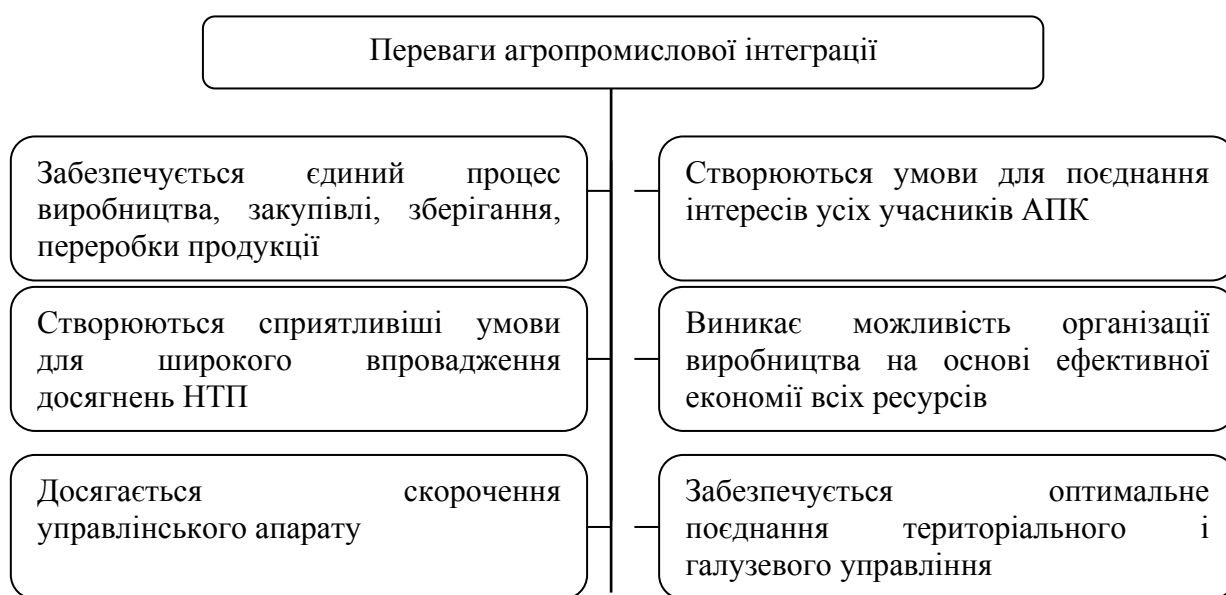 Переваги агропромислової інтеграції
Забезпечується єдиний процес
виробництва, закупівлі, зберігання,
переробки продукції
Створюються умови для поєднання
інтересів усіх учасників АПК
Створюються сприятливіші умови
для широкого впровадження
досягнень НТП
Виникає можливість організації
виробництва на основі ефективної
економії всіх ресурсів
Досягається скорочення
управлінського апарату
Забезпечується оптимальне
поєднання територіального і
галузевого управління